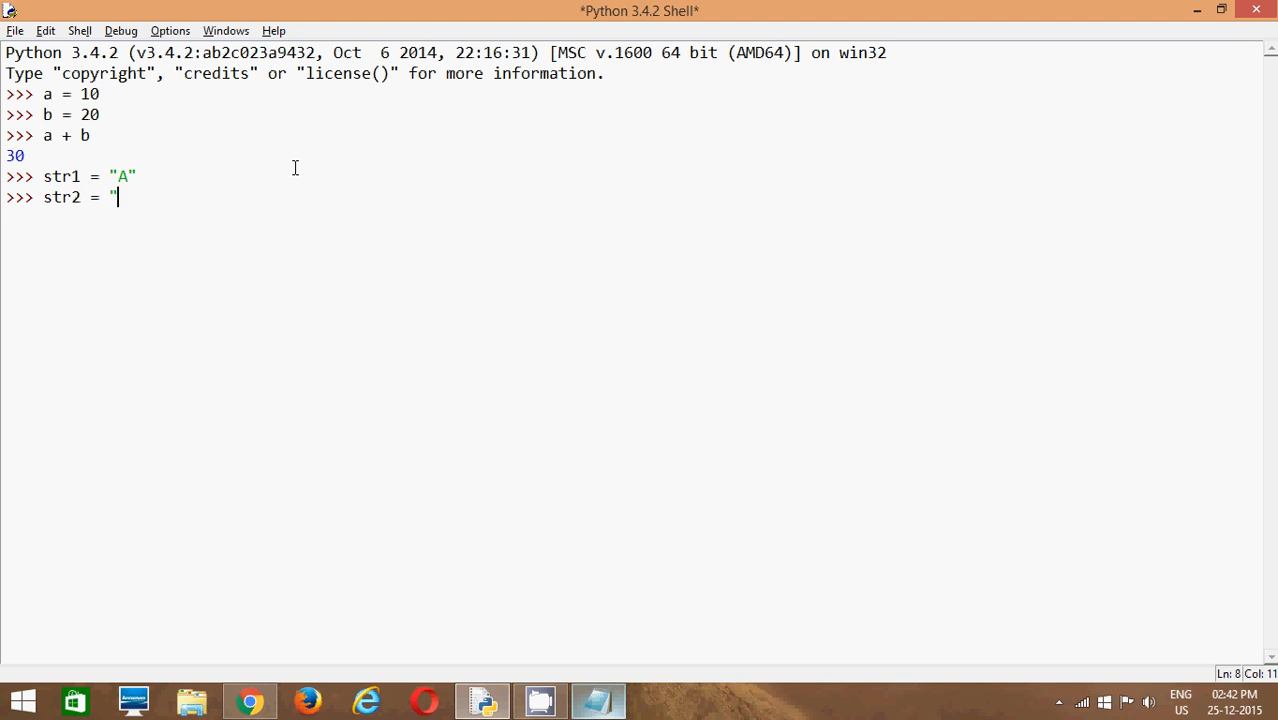 *Python 3.4.2 Shell*
File Edit Shell Debug Options Windows Help
Python 3.4.2 (v3.4.2:ab2c023a9432, Oct  6 2014, 22:16:31) [MSC v.1600 64 bit (AMD64)] on win32
Type "copyright", "credits" or "license()" for more information.
>>> a = 10
>>> b = 20
>>> a + b
30
>>> str1 = "A"
>>> str2 = "
Ln: 8 Col: 11
ENG 02:42 PM
US 25-12-2015